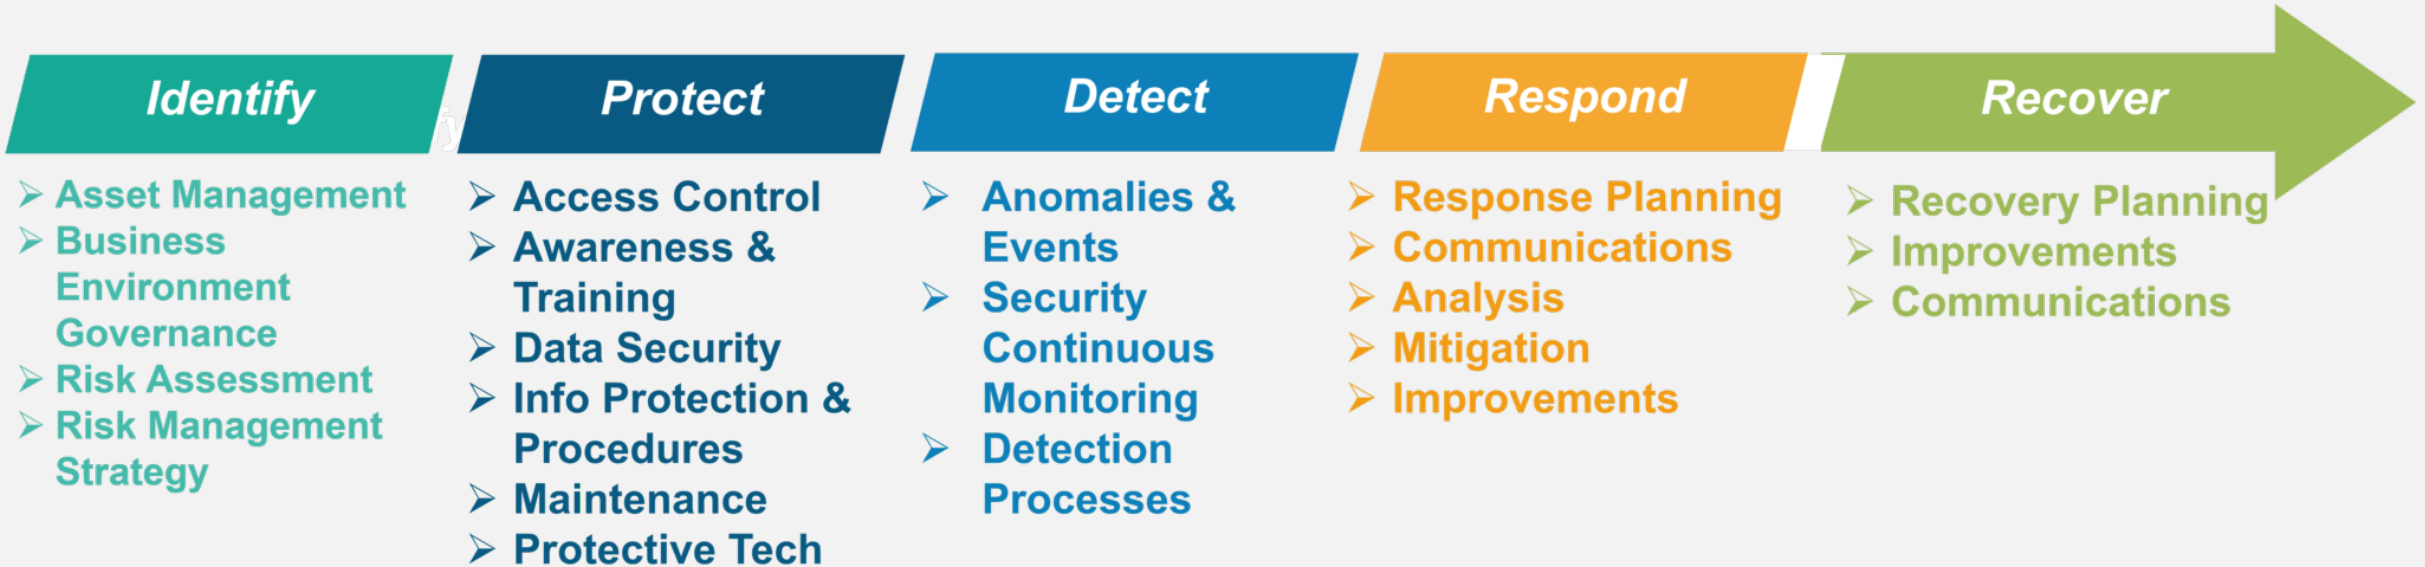 Identify
Asset Management
Business
Environment
Governance
Risk Assessment
Risk Management
Strategy
Protect
Access Control
Awareness &
Training
Data Security
Info Protection &
Procedures
Maintenance
Protective Tech
Detect
Anomalies &
Events
Security
Continuous
Monitoring
Detection
Processes
Respond
Response Planning
Communications
Analysis
Mitigation
Improvements
Recover
Recovery Planning
Improvements
Communications